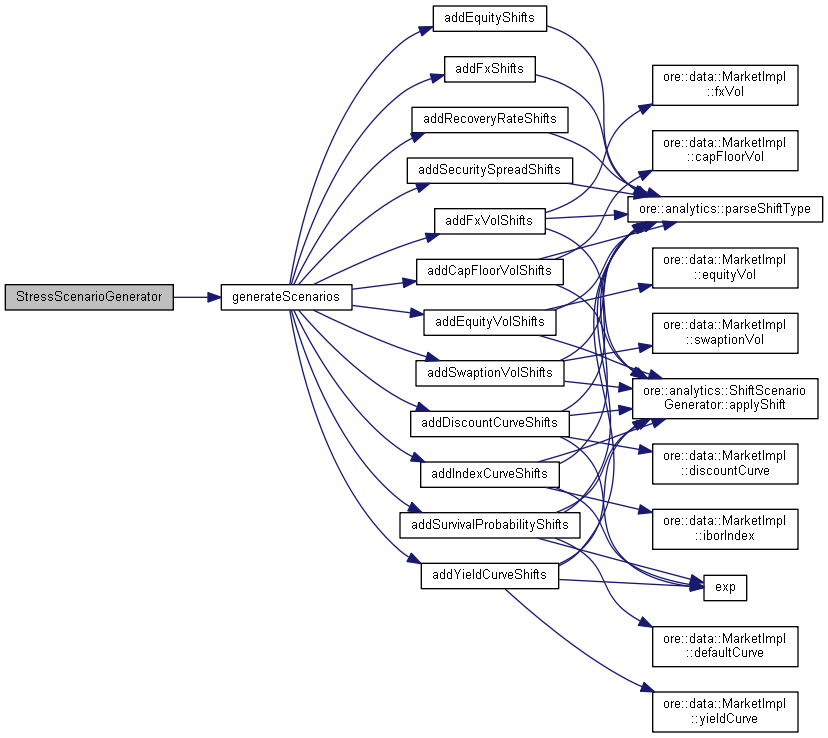 StressScenarioGenerator
generateScenarios
addEquityShifts
addFxShifts
addRecoveryRateShifts
addSecuritySpreadShifts
addFxVolShifts
addCapFloorVolShifts
addEquityVolShifts
addSwaptionVolShifts
addDiscountCurveShifts
addIndexCurveShifts
addSurvivalProbabilityShifts
addYieldCurveShifts
ore::data::MarketImpl
::fxVol
ore::data::MarketImpl
::capFloorVol
ore::analytics::parseShiftType
ore::data::MarketImpl
::equityVol
ore::data::MarketImpl
::swaptionVol
ore::analytics::ShiftScenario
Generator::applyShift
ore::data::MarketImpl
::discountCurve
ore::data::MarketImpl
::iborIndex
exp
ore::data::MarketImpl
::defaultCurve
ore::data::MarketImpl
::yieldCurve